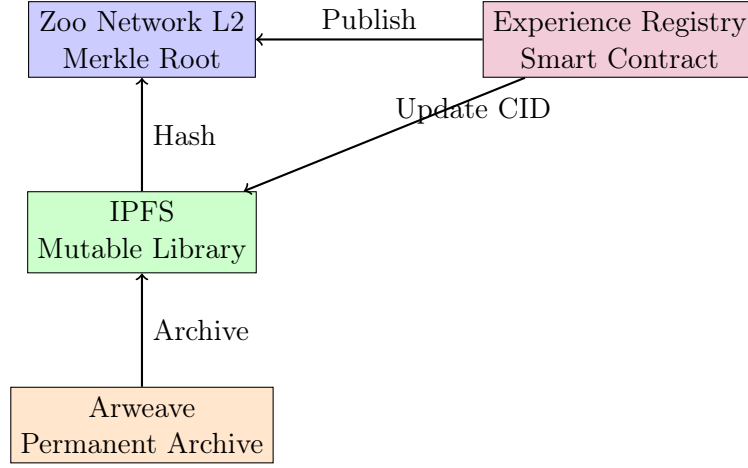 Zoo Network L2
Merkle Root
Publish
Experience Registry
Smart Contract
Update CID
Hash
IPFS
Mutable Library
Archive
Arweave
Permanent Archive